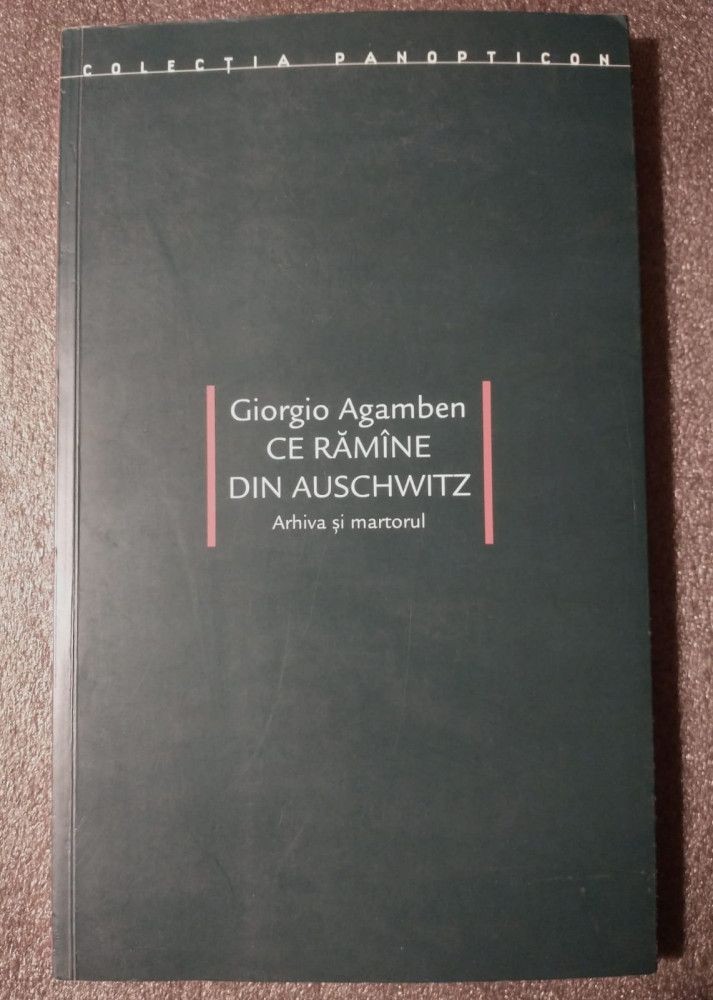 COLECȚIA PANOPTICON
Giorgio Agamben
CE RĂMÎNE
DIN AUSCHWITZ
Arhiva și martorul